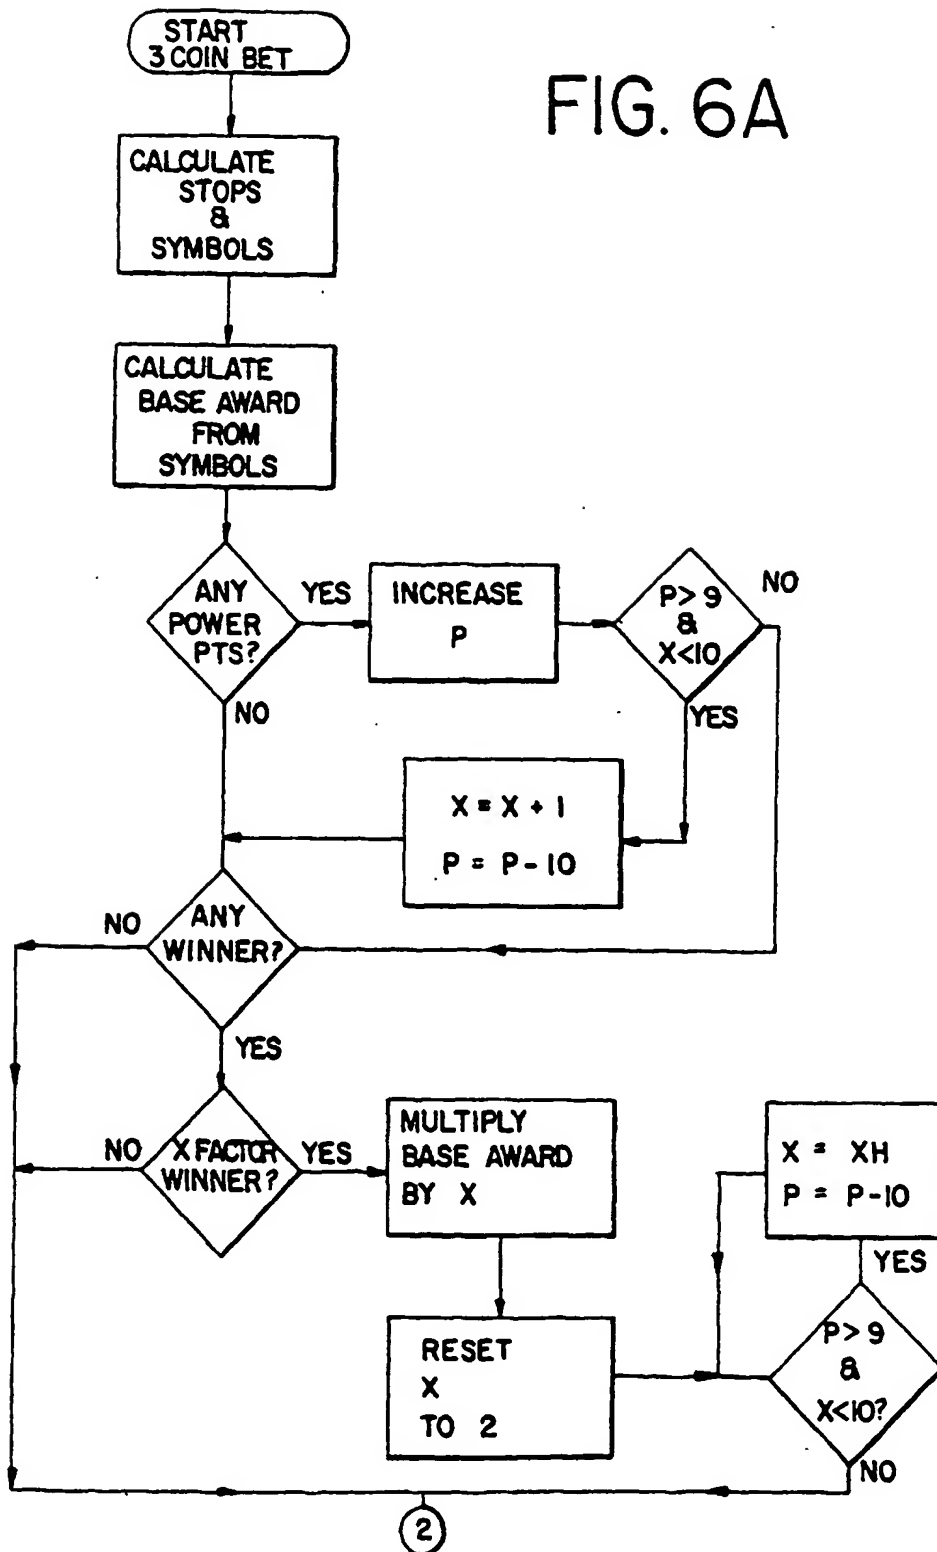 START
3 COIN BET
FIG. 6A
CALCULATE
STOPS
&
SYMBOLS
CALCULATE
BASE AWARD
FROM
SYMBOLS
ANY
POWER
PTS?
YES
NO
INCREASE
P
P > 9
&
X<10
NO
YES
X = X + 1
P = P - 10
ANY
WINNER?
NO
YES
X FACTOR
WINNER?
NO
YES
MULTIPLY
BASE AWARD
BY X
RESET
X
TO 2
X = XH
P = P-10
YES
P > 9
&
X<10?
NO
2